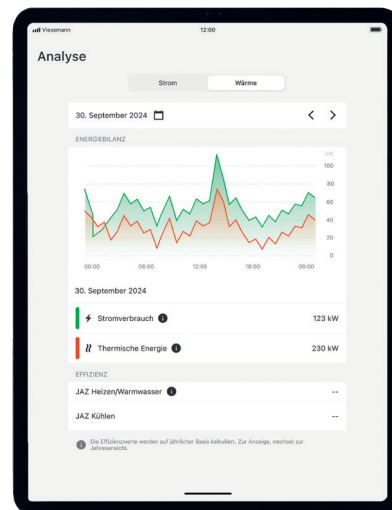 Viessmann 12:00
Analyse
Strom Wärme
30. September 2024
ENERGIEBILANZ
kW
100
80
60
40
20
0
00:00 06:00 12:00 18:00 00:00
30. September 2024
Stromverbrauch 123 kW
Thermische Energie 230 kW
EFFIZIENZ
JAZ Heizen/Warmwasser --
JAZ Kühlen --
Die Effizienzwerte werden auf jährlicher Basis kalkuliert. Zur Anzeige, wechsel zur
Jahresansicht.